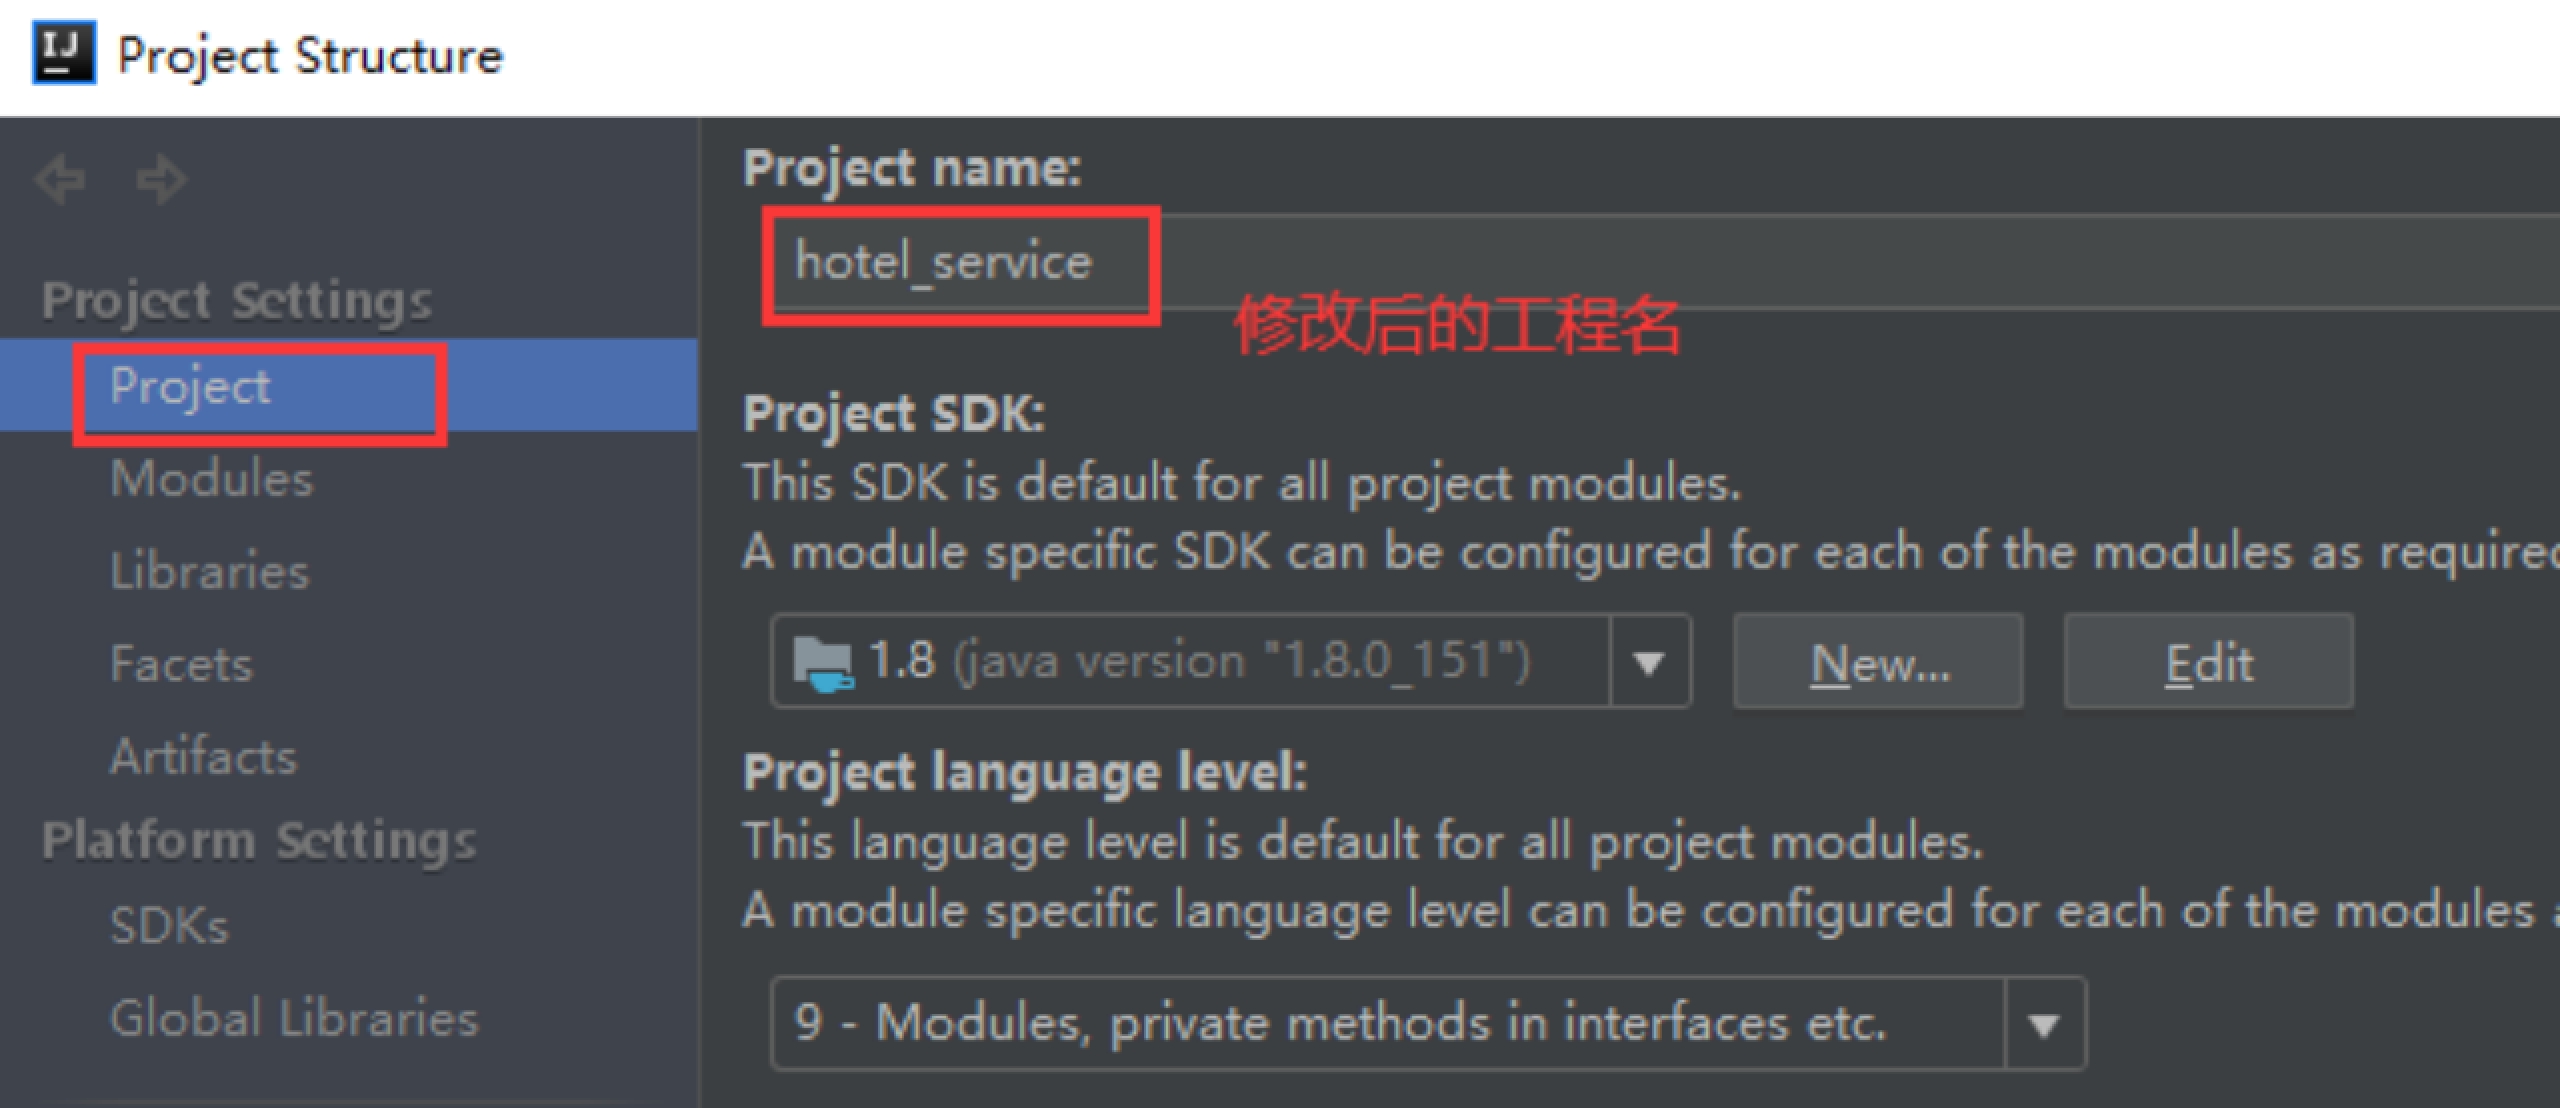 IJ
Project Structure
Project Settings
Project
Modules
Libraries
Facets
Artifacts
Platform Settings
SDKs
Global Libraries
Project name:
hotel_service
修改后的工程名
Project SDK:
This SDK is default for all project modules.
A module specific SDK can be configured for each of the modules as required
1.8 (java version "1.8.0_151")
New...
Edit
Project language level:
This language level is default for all project modules.
A module specific language level can be configured for each of the modules a
9 - Modules, private methods in interfaces etc.